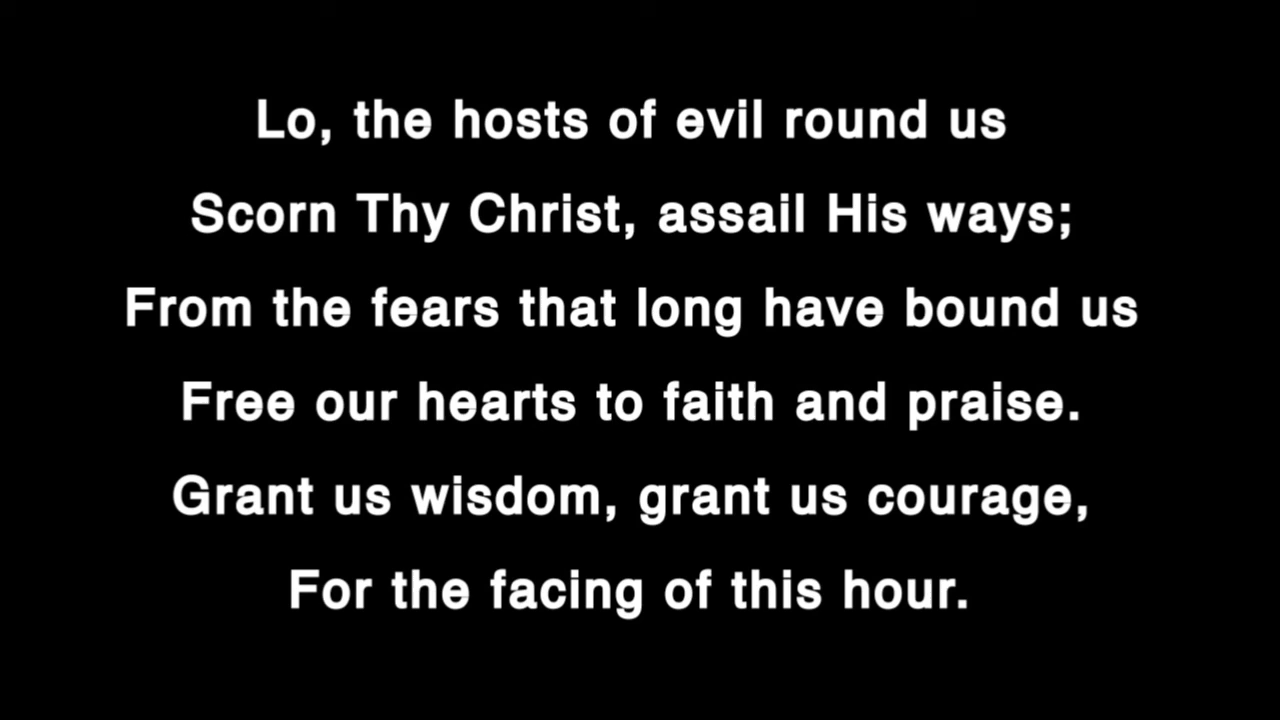 Lo, the hosts of evil round us
Scorn Thy Christ, assail His ways;
From the fears that long have bound us
Free our hearts to faith and praise.
Grant us wisdom, grant us courage,
For the facing of this hour.